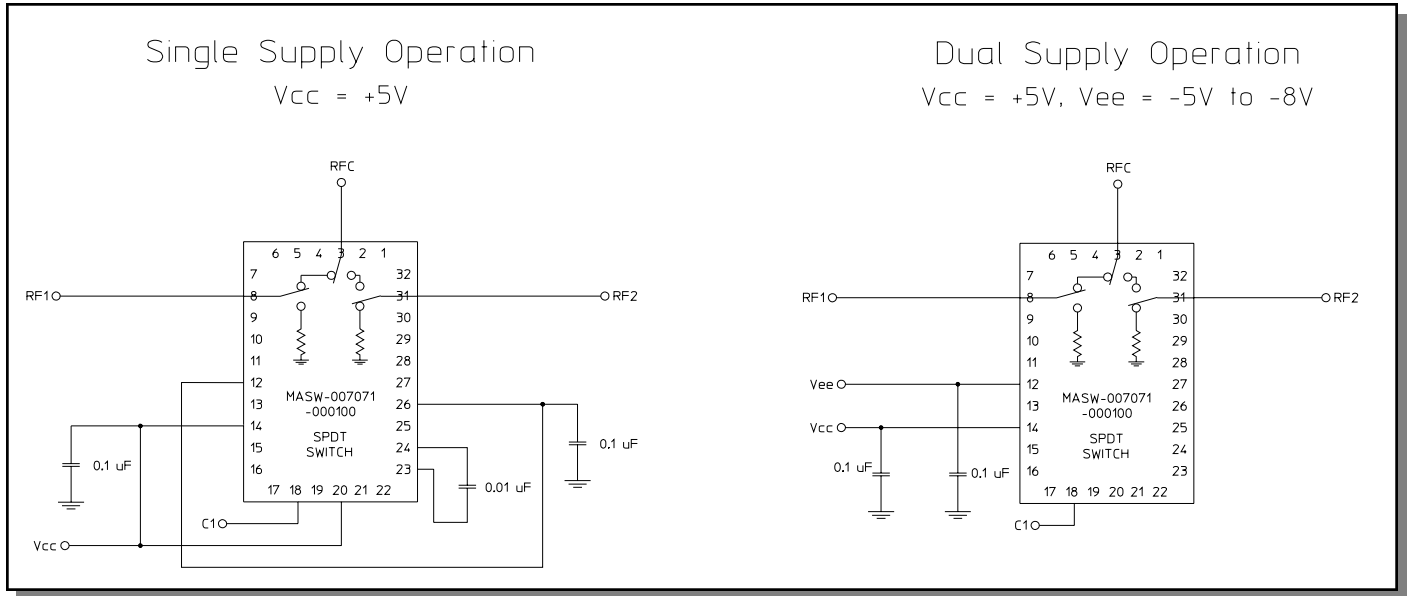 Single Supply Operation
Vcc = +5V
RFC
6 5 4 3 2 1
7 32
RF1 8 31 RF2
9 30
10 29
11 28
12 27
13 MASW-007071 26
-000100
14 25
SPDT
15 SWITCH 24
16 23
0.1 uF
0.1 uF
0.01 uF
17 18 19 20 21 22
C1
Vcc
Dual Supply Operation
Vcc = +5V, Vee = -5V to -8V
RFC
6 5 4 3 2 1
7 32
RF1 8 31 RF2
9 30
10 29
11 28
Vee 12 27
13 MASW-007071 26
-000100
Vcc 14 25
SPDT
15 SWITCH 24
16 23
0.1 uF
0.1 uF
17 18 19 20 21 22
C1